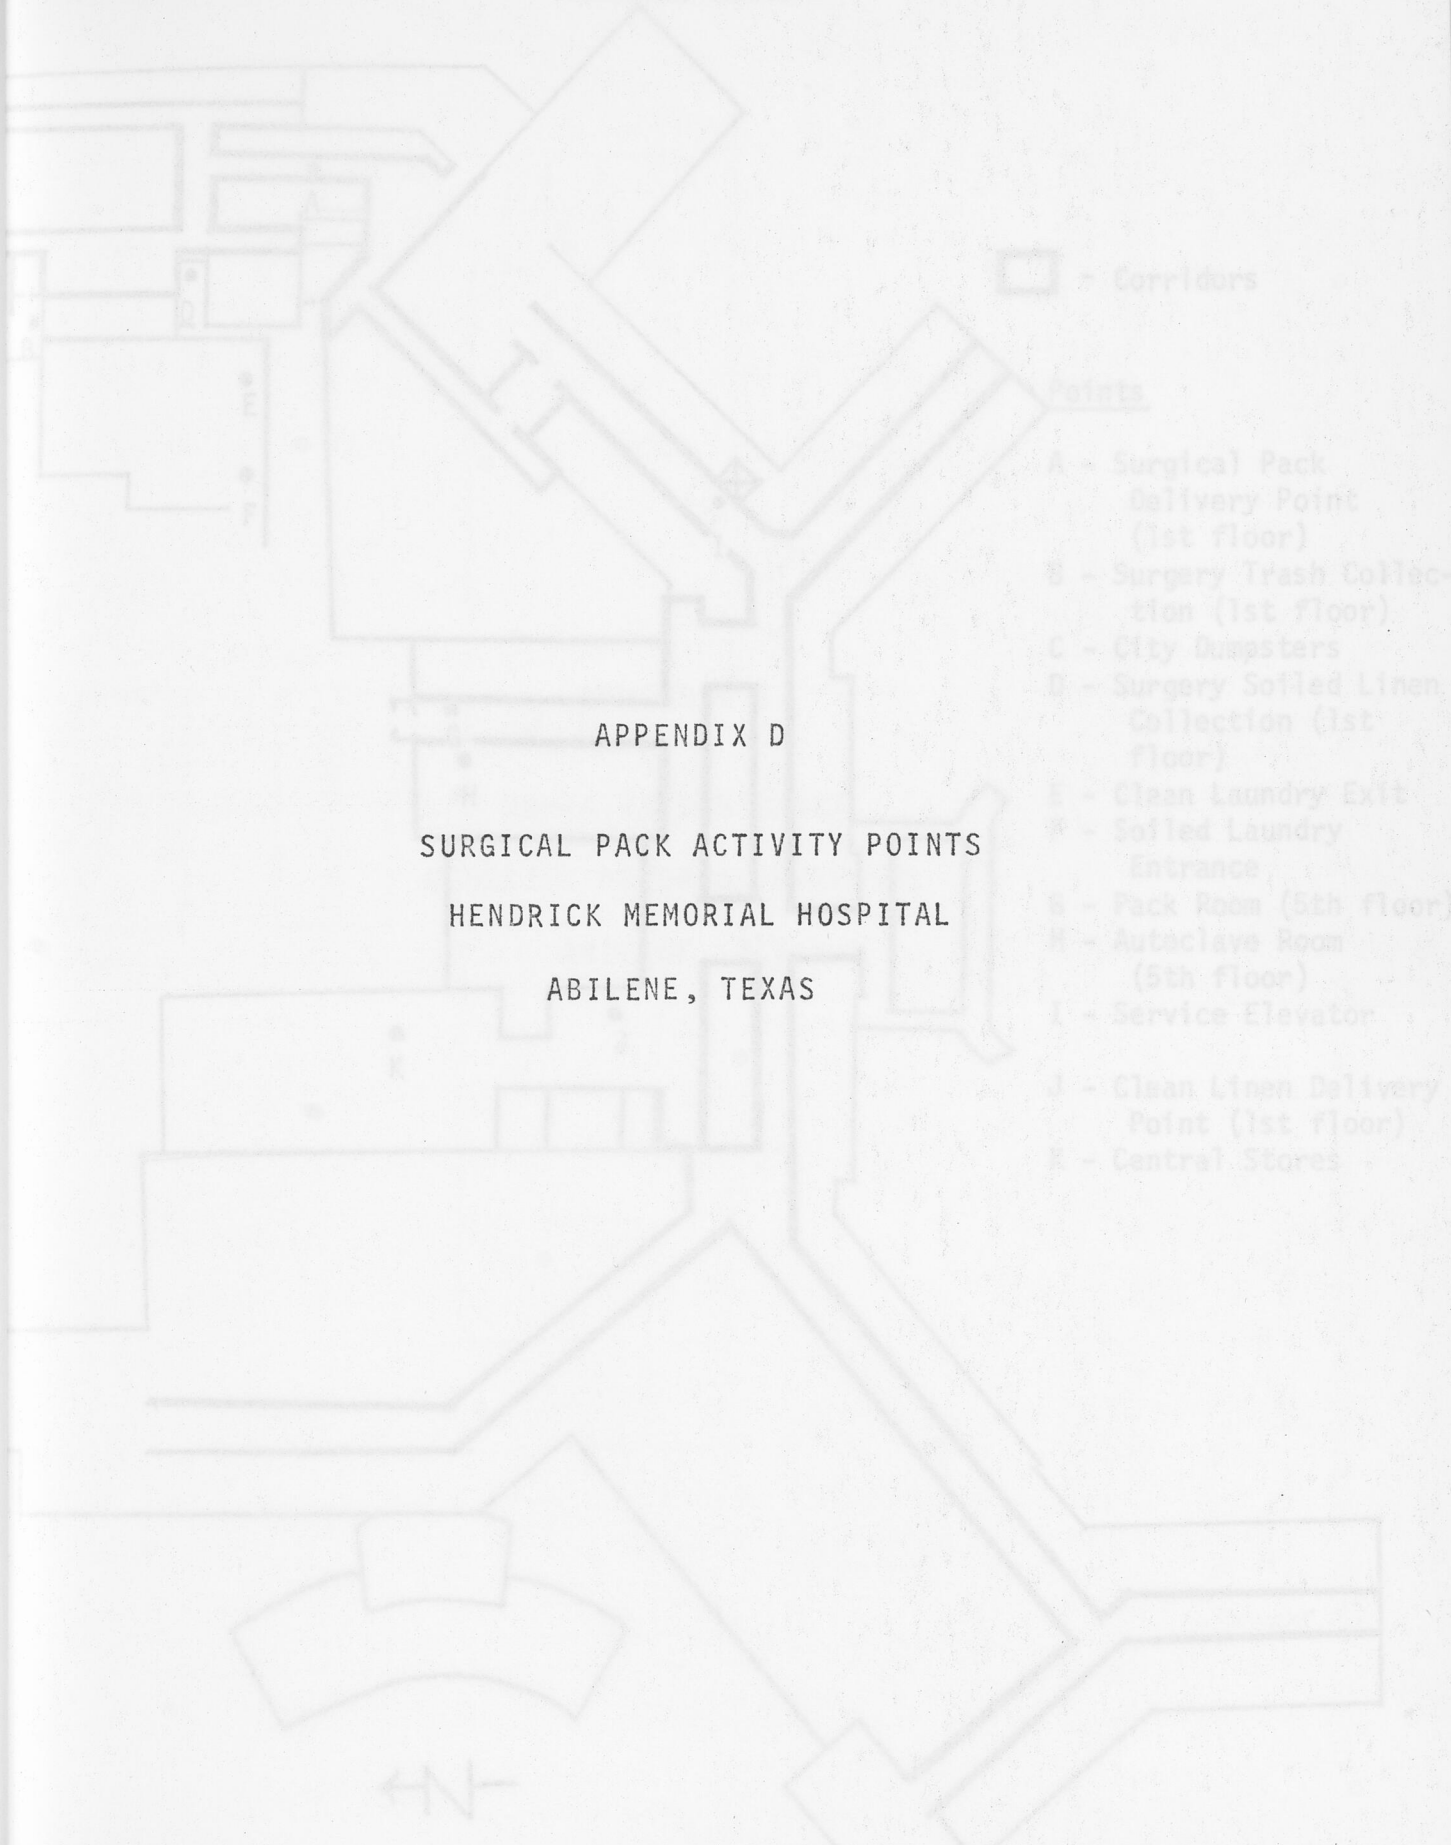 APPENDIX D
SURGICAL PACK ACTIVITY POINTS
HENDRICK MEMORIAL HOSPITAL
ABILENE, TEXAS
- Corridors
Points
A - Surgical Pack
Delivery Point
(1st floor)
B - Surgery Trash Collec-
tion (1st floor)
C - City Dumpsters
D - Surgery Soiled Linen
Collection (1st
floor)
E - Clean Laundry Exit
F - Soiled Laundry
Entrance
G - Pack Room (5th floor)
H - Autoclave Room
(5th floor)
I - Service Elevator
J - Clean Linen Delivery
Point (1st floor)
K - Central Stores
E
F
H
K
N